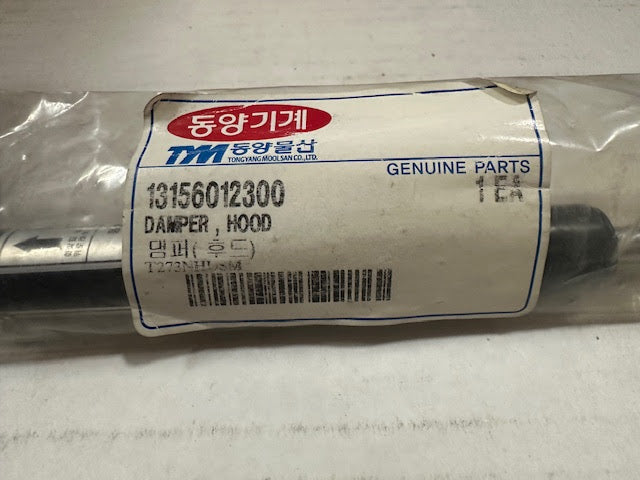 동양기계
TYM 동양물산
TONGYANG MOOLSAN CO., LTD.
GENUINE PARTS
13156012300
1 EA
DAMPER , HOOD
댐퍼( 후드)